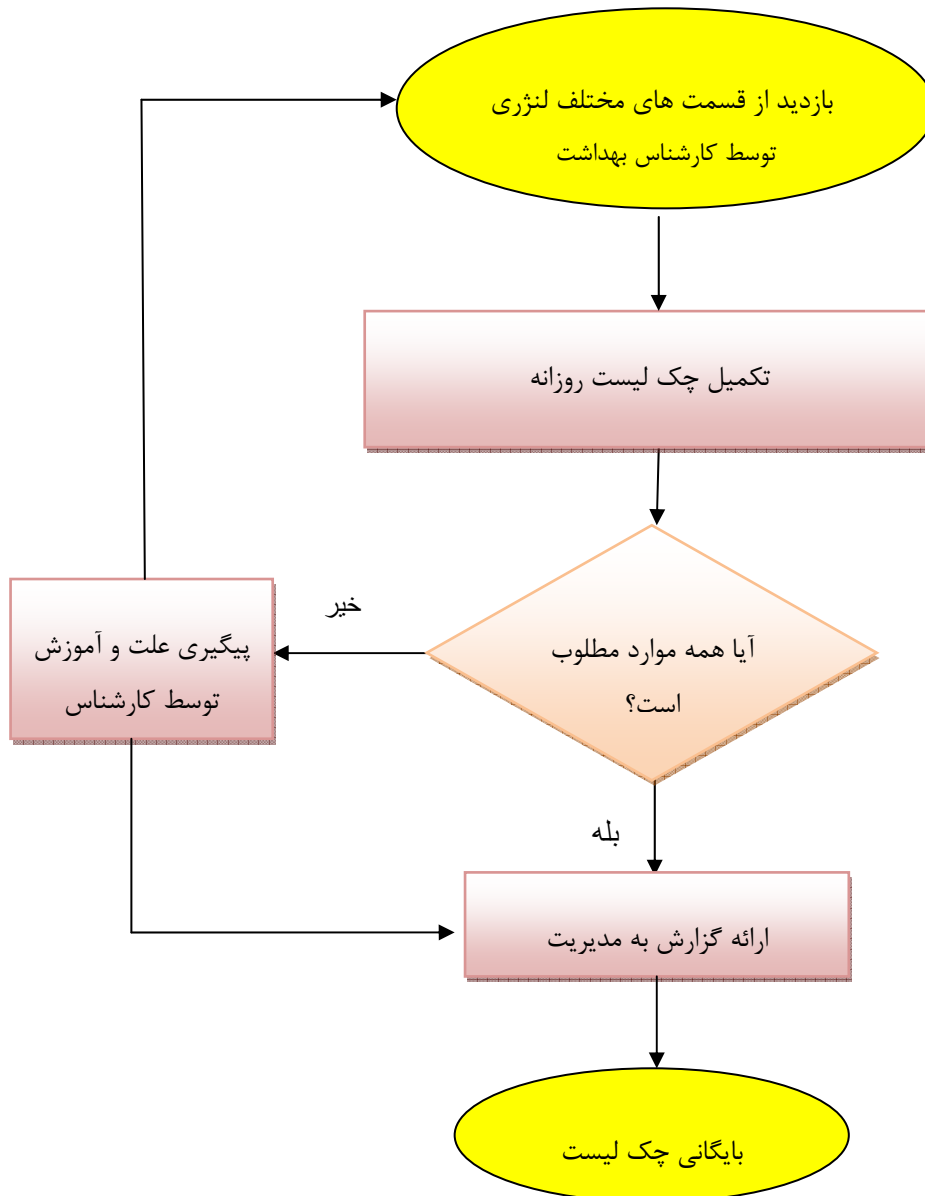 بازدید از قسمت های مختلف لنژری
توسط کارشناس بهداشت
تکمیل چک لیست روزانه
آیا همه موارد مطلوب
است؟
خیر
پیگیری علت و آموزش
توسط کارشناس
بله
ارائه گزارش به مدیریت
بایگانی چک لیست